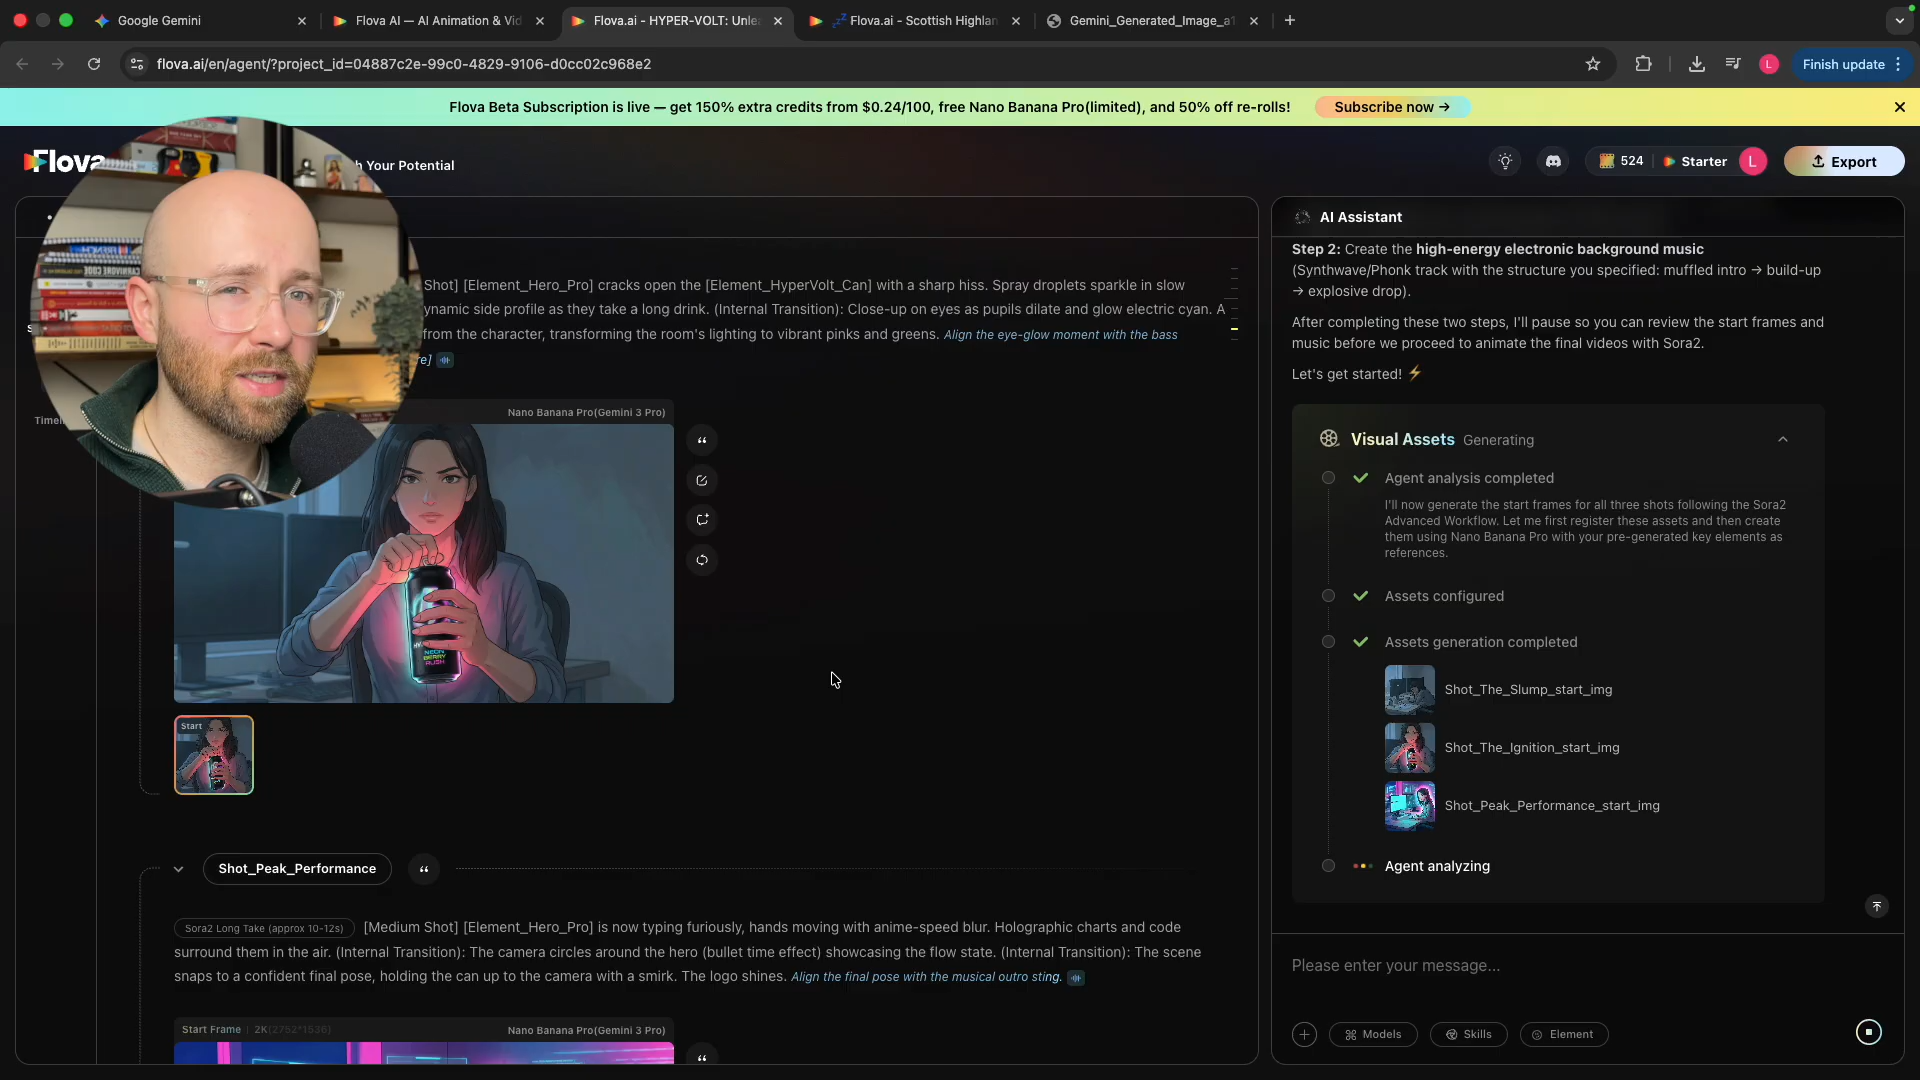 Google Gemini
Flova AI — AI Animation & Vid
Flova.ai - HYPER-VOLT: Unlea
Flova.ai - Scottish Highlan
Gemini_Generated_Image_a1
flova.ai/en/agent/?project_id=04887c2e-99c0-4829-9106-d0cc02c968e2
L
Finish update
Flova Beta Subscription is live — get 150% extra credits from $0.24/100, free Nano Banana Pro(limited), and 50% off re-rolls!
Subscribe now →
Flova
Your Potential
524
Starter
L
Export
Shot] [Element_Hero_Pro] cracks open the [Element_HyperVolt_Can] with a sharp hiss. Spray droplets sparkle in slow
ynamic side profile as they take a long drink. (Internal Transition): Close-up on eyes as pupils dilate and glow electric cyan. A
from the character, transforming the room's lighting to vibrant pinks and greens. Align the eye-glow moment with the bass
re]
Timel
Nano Banana Pro(Gemini 3 Pro)
NEON
BERRY
RUSH
Start
Shot_Peak_Performance
Sora2 Long Take (approx 10-12s) [Medium Shot] [Element_Hero_Pro] is now typing furiously, hands moving with anime-speed blur. Holographic charts and code
surround them in the air. (Internal Transition): The camera circles around the hero (bullet time effect) showcasing the flow state. (Internal Transition): The scene
snaps to a confident final pose, holding the can up to the camera with a smirk. The logo shines. Align the final pose with the musical outro sting.
Start Frame | 2K(2752*1536)
Nano Banana Pro(Gemini 3 Pro)
AI Assistant
Step 2: Create the high-energy electronic background music
(Synthwave/Phonk track with the structure you specified: muffled intro → build-up
→ explosive drop).
After completing these two steps, I'll pause so you can review the start frames and
music before we proceed to animate the final videos with Sora2.
Let's get started! ⚡
Visual Assets Generating
Agent analysis completed
I'll now generate the start frames for all three shots following the Sora2
Advanced Workflow. Let me first register these assets and then create
them using Nano Banana Pro with your pre-generated key elements as
references.
Assets configured
Assets generation completed
Shot_The_Slump_start_img
Shot_The_Ignition_start_img
Shot_Peak_Performance_start_img
Agent analyzing
Please enter your message...
Models
Skills
Element